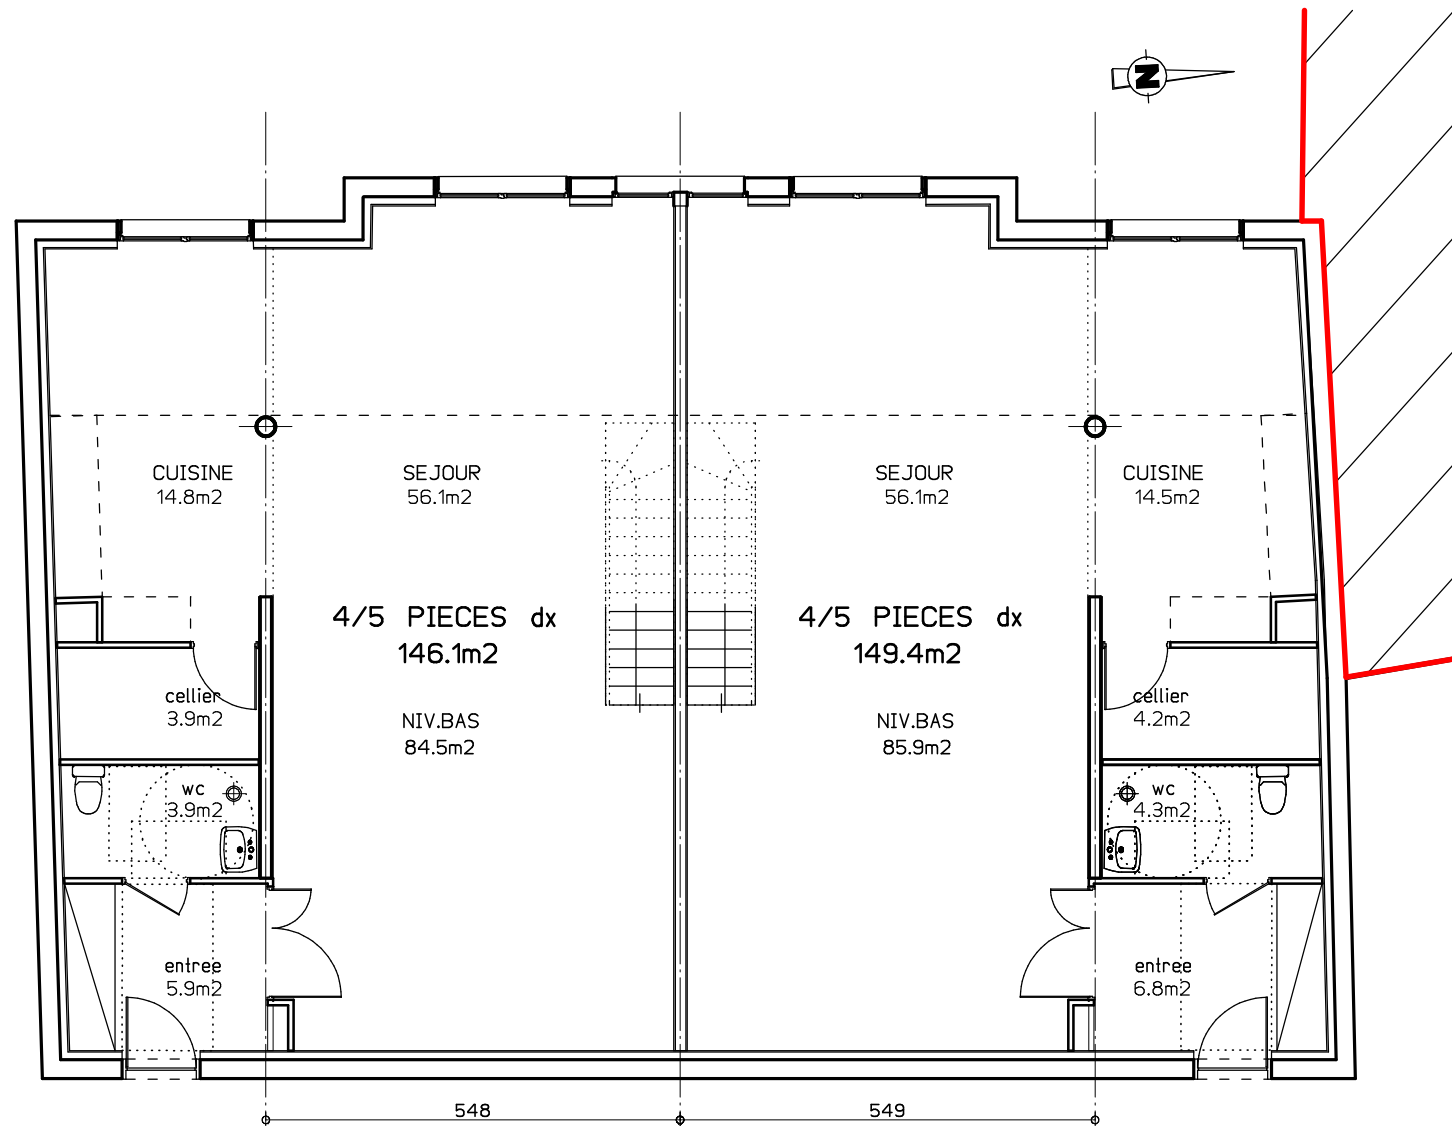 N
CUISINE
14.8m2
SEJOUR
56.1m2
SEJOUR
56.1m2
CUISINE
14.5m2
4/5 PIECES dx
146.1m2
4/5 PIECES dx
149.4m2
cellier
3.9m2
NIV.BAS
84.5m2
NIV.BAS
85.9m2
cellier
4.2m2
wc
3.9m2
wc
4.3m2
entree
5.9m2
entree
6.8m2
548
549